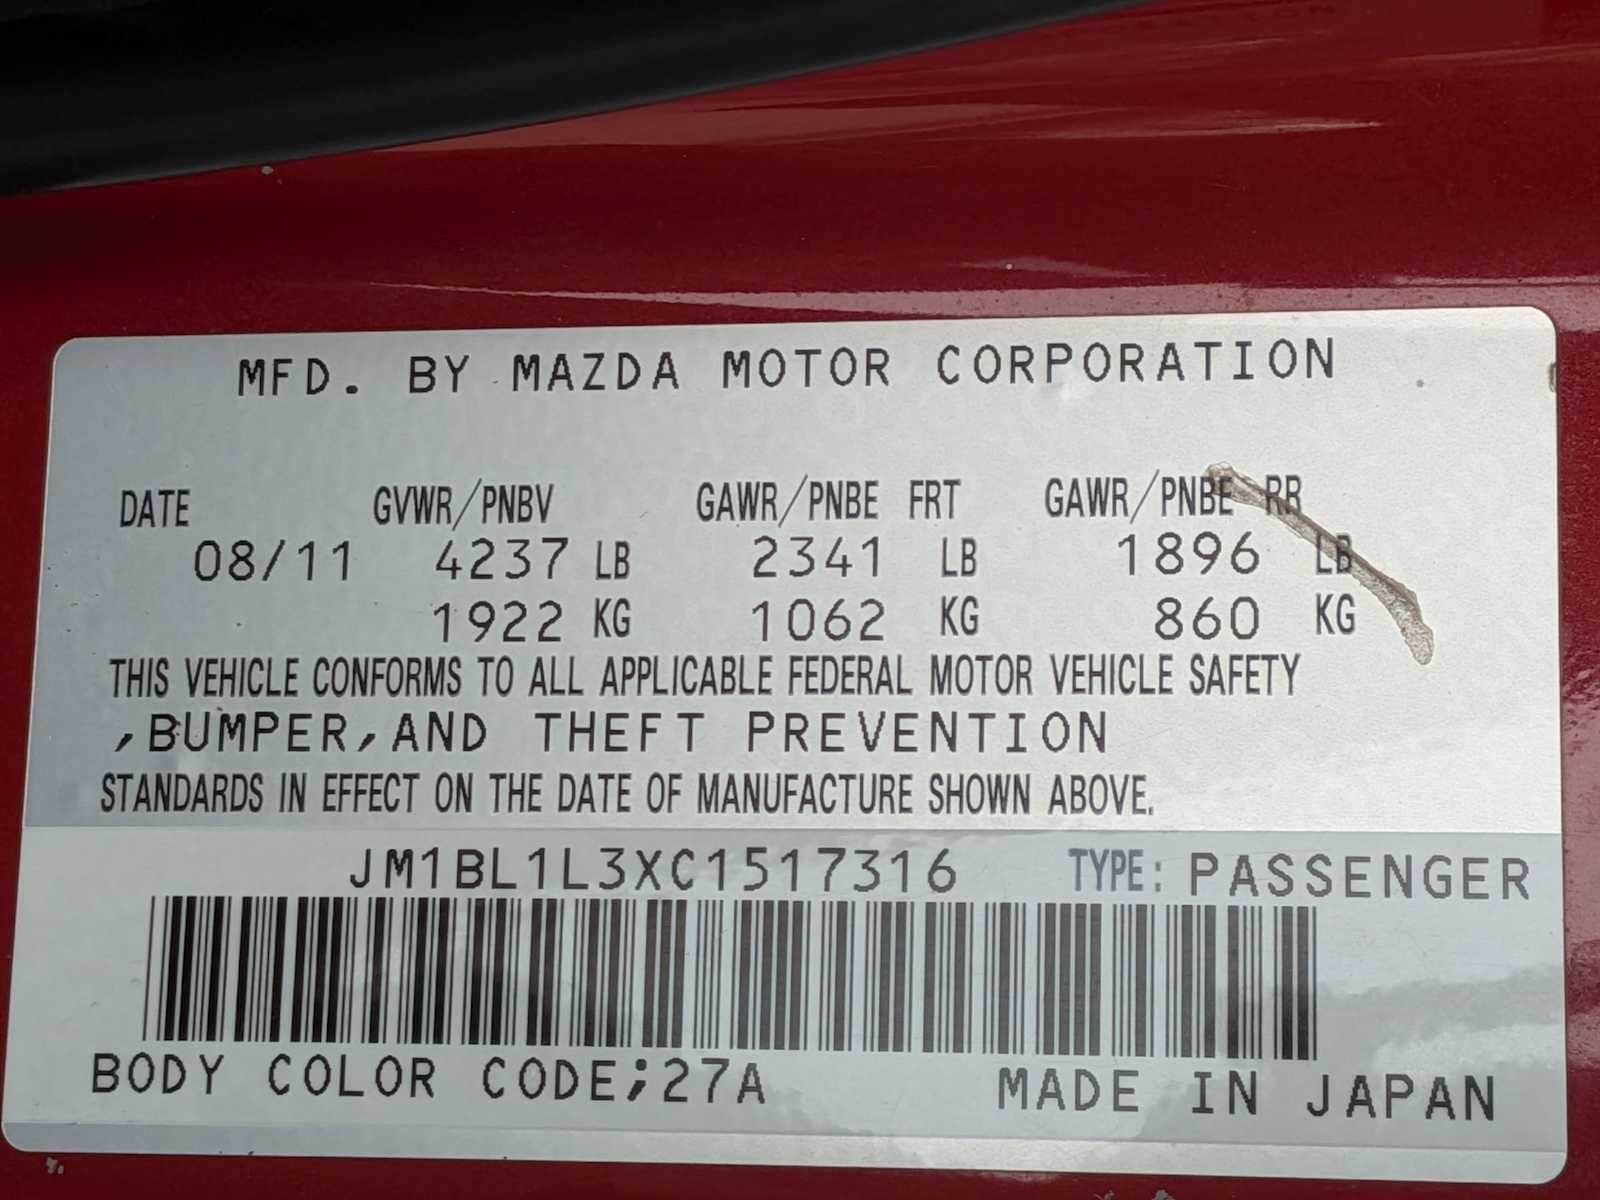 MFD. BY MAZDA MOTOR CORPORATION
DATE GVWR/PNBV GAWR/PNBE FRT GAWR/PNBE RR
08/11 4237 LB 2341 LB 1896 LB
1922 KG 1062 KG 860 KG
THIS VEHICLE CONFORMS TO ALL APPLICABLE FEDERAL MOTOR VEHICLE SAFETY
,BUMPER,AND THEFT PREVENTION
STANDARDS IN EFFECT ON THE DATE OF MANUFACTURE SHOWN ABOVE.
JM1BL1L3XC1517316 TYPE: PASSENGER
BODY COLOR CODE;27A MADE IN JAPAN